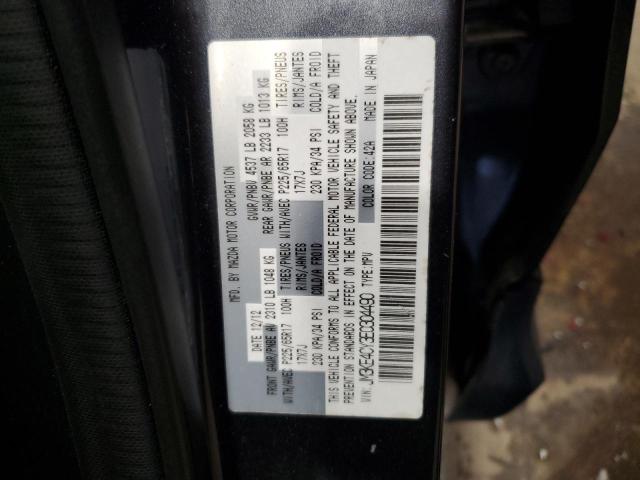 MFD. BY MAZDA MOTOR CORPORATION
DATE 12/12 GVWR/PNBV 4537 LB 2058 KG
FRONT GAWR/PNBE AV 2310 LB 1048 KG REAR GAWR/PNBE AR 2233 LB 1013 KG
WITH/AVEC P225/65R17 100H TIRES/PNEUS WITH/AVEC P225/65R17 100H TIRES/PNEUS
17X7J RIMS/JANTES 17X7J RIMS/JANTES
230 KPA/34 PSI COLD/A FROID 230 KPA/34 PSI COLD/A FROID
THIS VEHICLE CONFORMS TO ALL APPLICABLE FEDERAL MOTOR VEHICLE SAFETY AND THEFT
PREVENTION STANDARDS IN EFFECT ON THE DATE OF MANUFACTURE SHOWN ABOVE.
VIN:JM3KE4CY3E0304490 TYPE:MPV COLOR CODE:42A MADE IN JAPAN